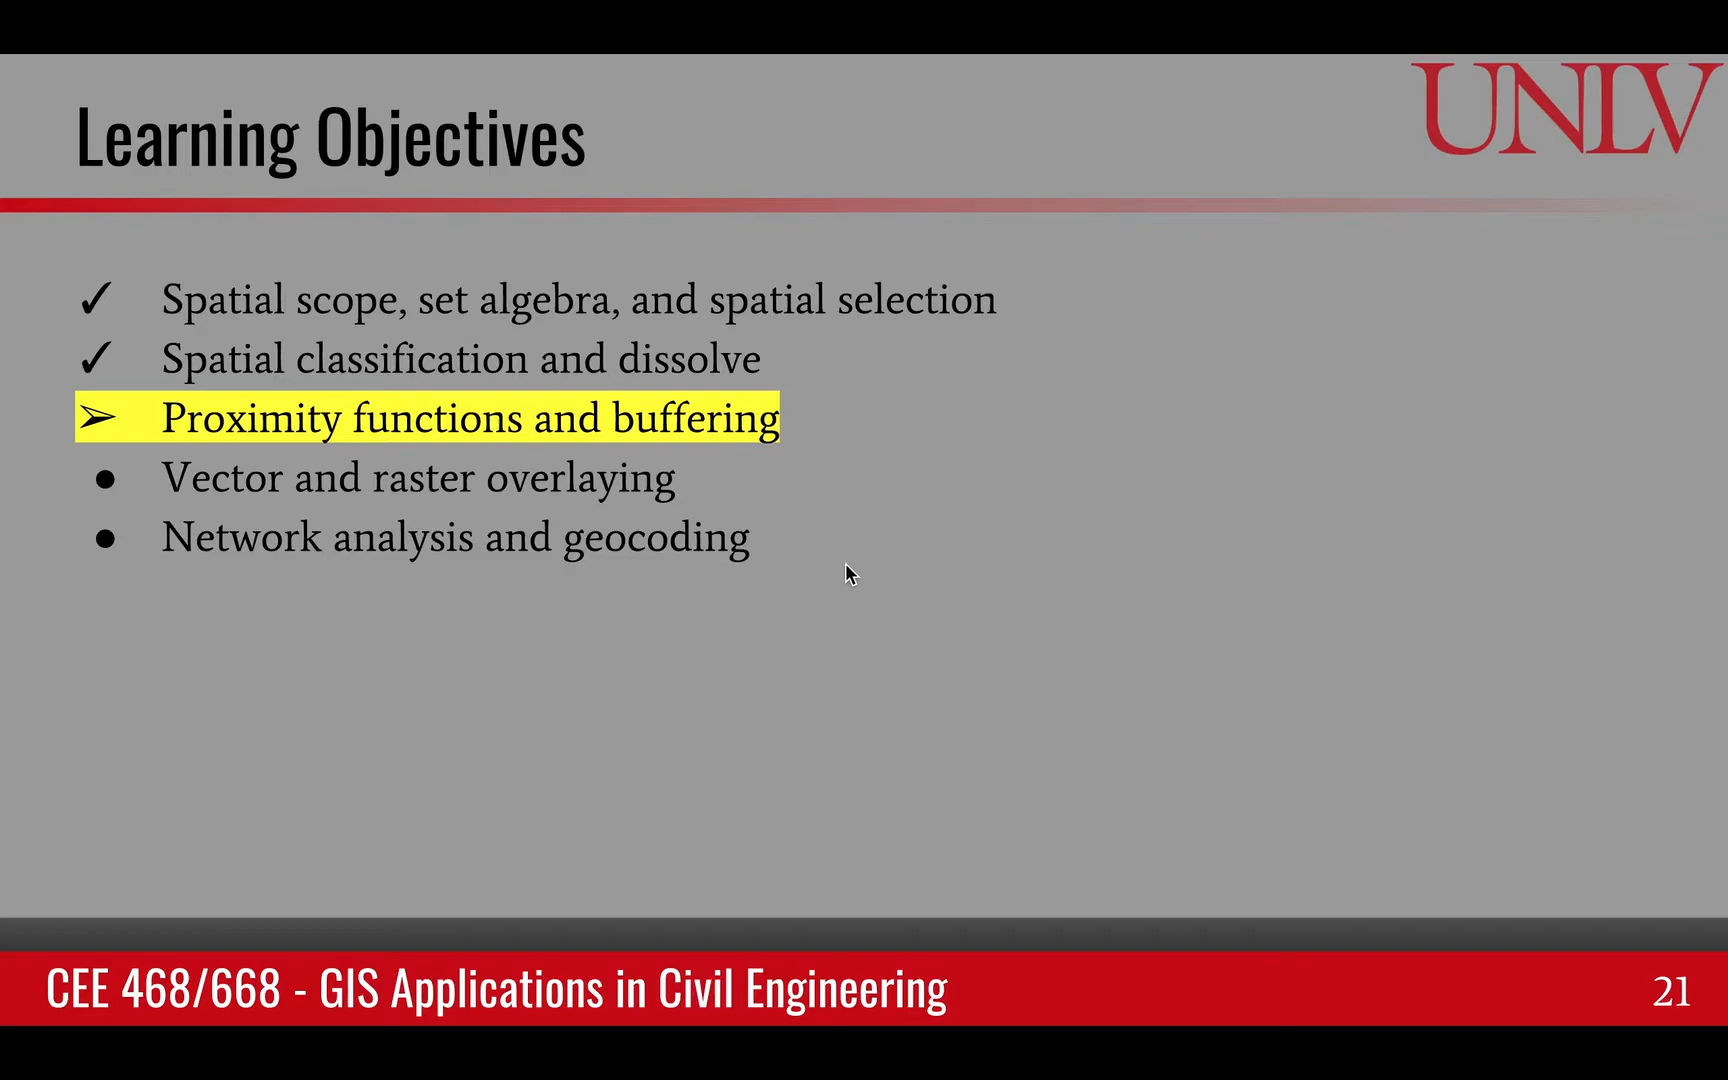 UNLV
Learning Objectives
✓ Spatial scope, set algebra, and spatial selection
✓ Spatial classification and dissolve
➢ Proximity functions and buffering
● Vector and raster overlaying
● Network analysis and geocoding
CEE 468/668 - GIS Applications in Civil Engineering
21